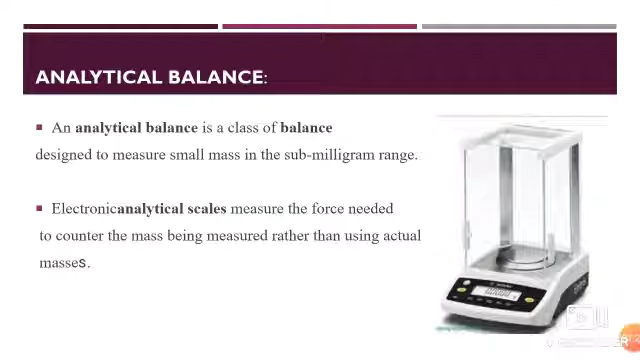 ANALYTICAL BALANCE:
An analytical balance is a class of balance
designed to measure small mass in the sub-milligram range.
Electronicanalytical scales measure the force needed
to counter the mass being measured rather than using actual
masses.